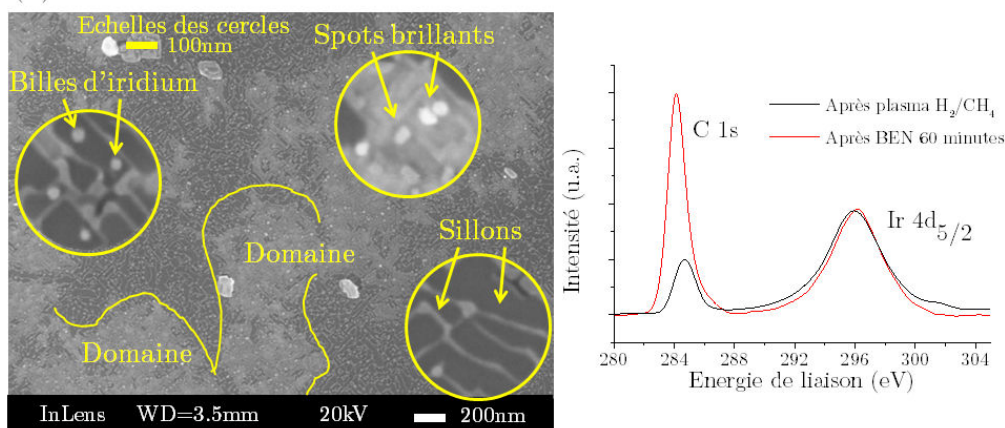 Echelles des cercles
100nm
Spots brillants
Billes d'iridium
Domaine
Sillons
Domaine
InLens WD=3.5mm 20kV 200nm
Après plasma H₂/CH₄
Après BEN 60 minutes
C 1s
Ir 4d5/2
Intensité (u.a.)
280 284 288 292 296 300 304
Energie de liaison (eV)